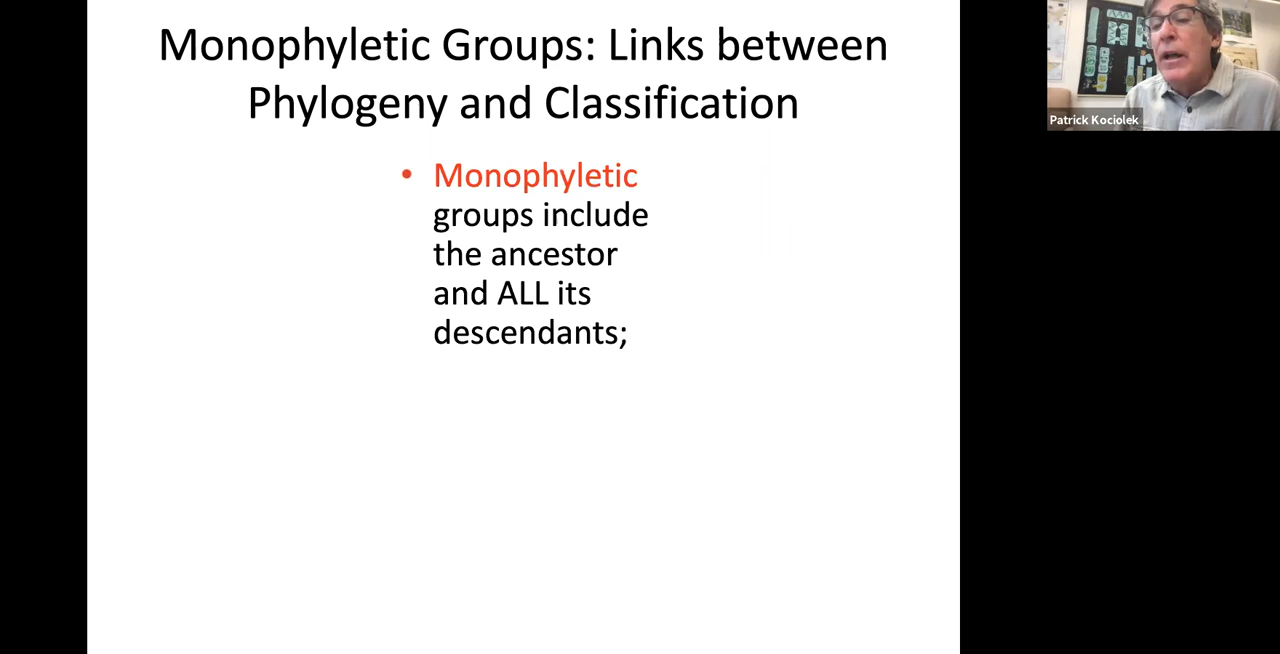 Monophyletic Groups: Links between
Phylogeny and Classification
• Monophyletic
groups include
the ancestor
and ALL its
descendants;
Patrick Kociolek